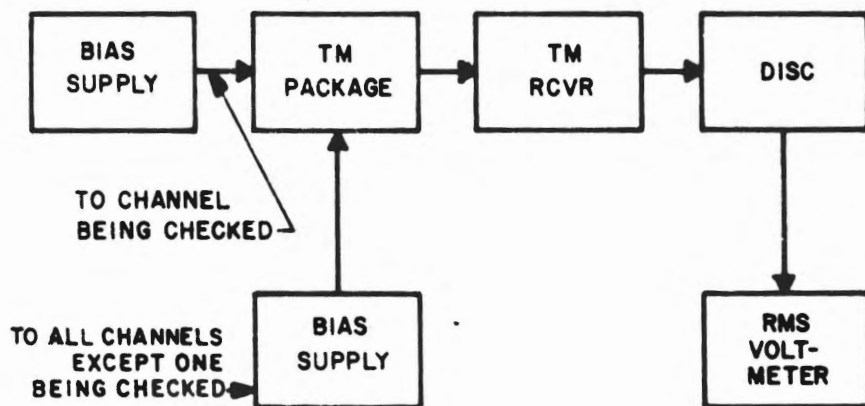 BIAS
SUPPLY
TM
PACKAGE
TM
RCVR
DISC
TO CHANNEL
BEING CHECKED
TO ALL CHANNELS
EXCEPT ONE
BEING CHECKED
BIAS
SUPPLY
RMS
VOLT-
METER